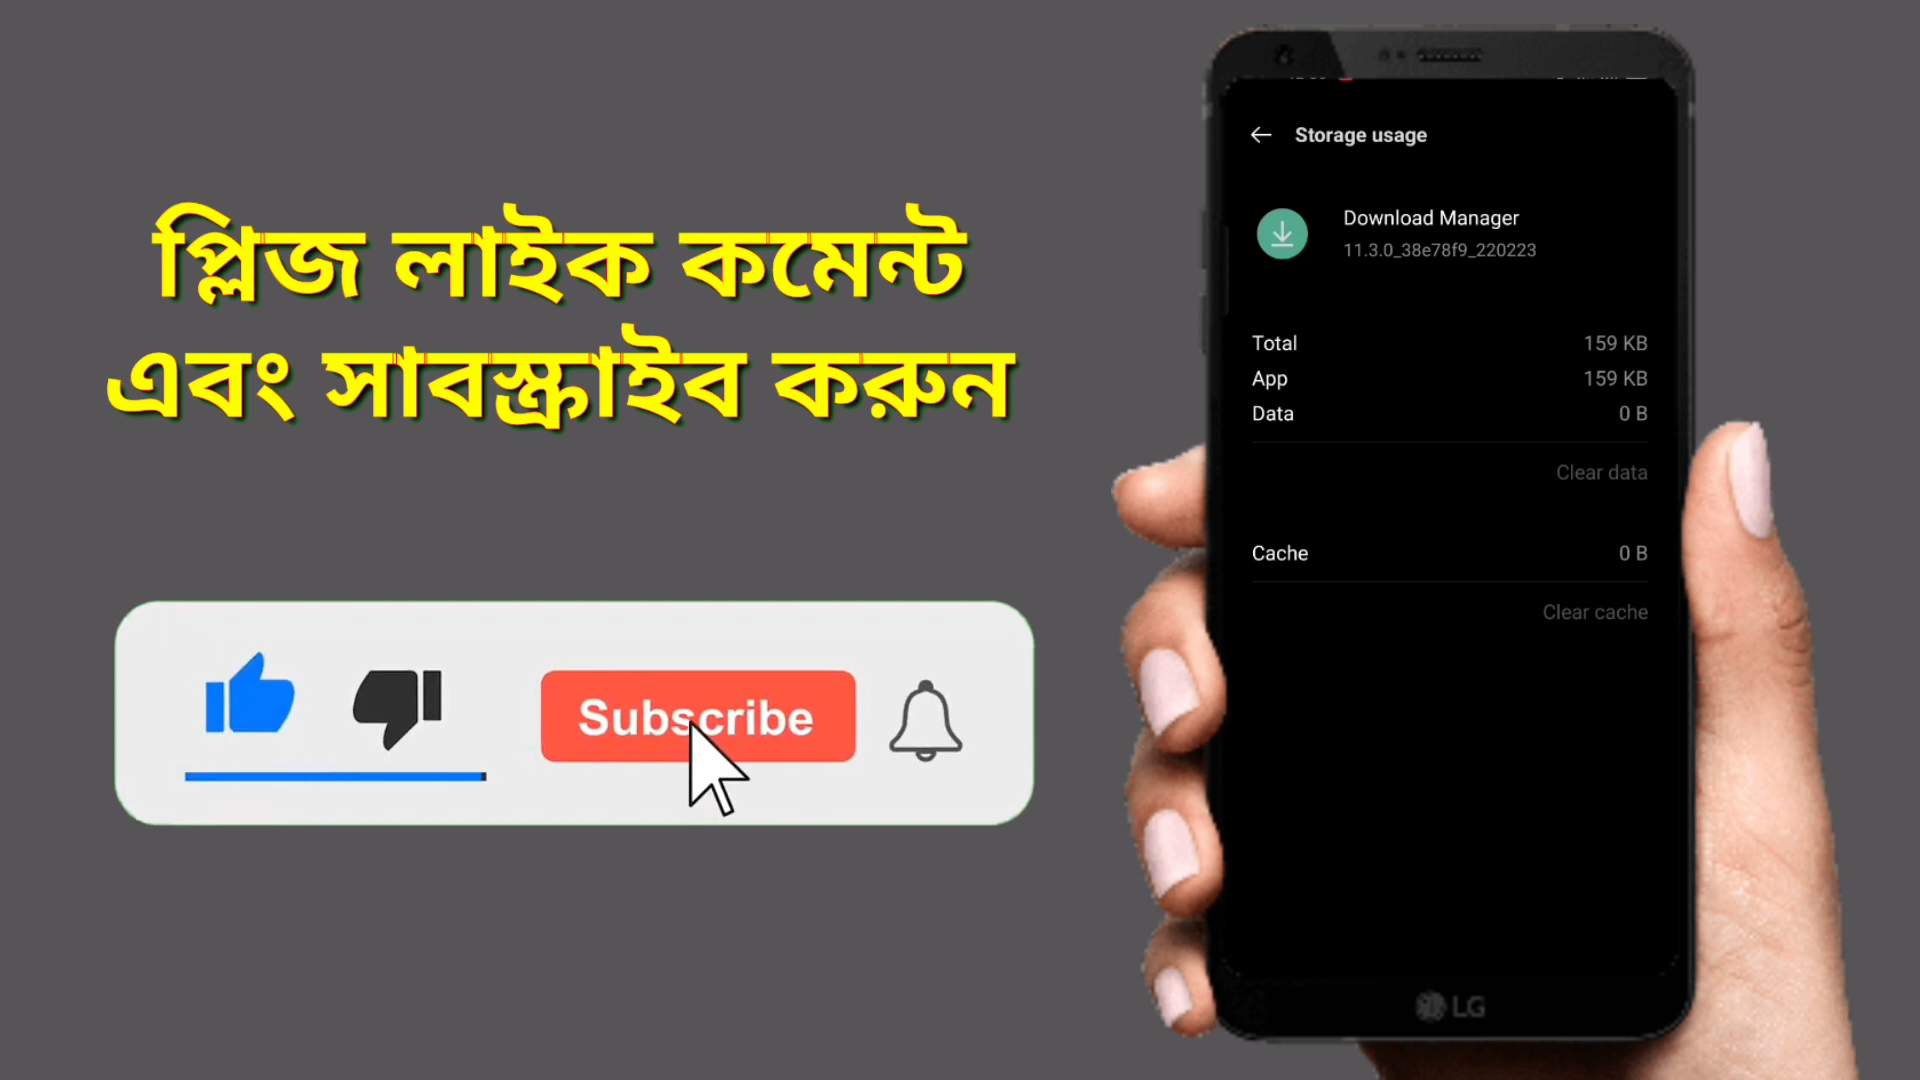 প্লিজ লাইক কমেন্ট
এবং সাবস্ক্রাইব করুন
Subscribe
Storage usage
Download Manager
11.3.0_38e78f9_220223
Total 159 KB
App 159 KB
Data 0 B
Clear data
Cache 0 B
Clear cache
LG